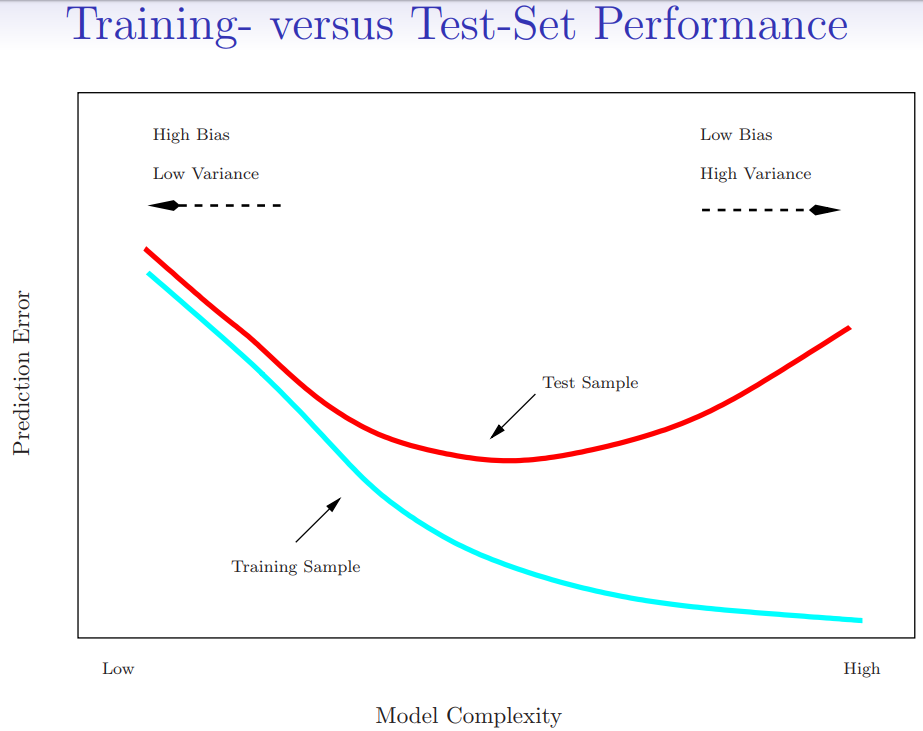 Training- versus Test-Set Performance
High Bias
Low Variance
Low Bias
High Variance
Prediction Error
Test Sample
Training Sample
Low
High
Model Complexity